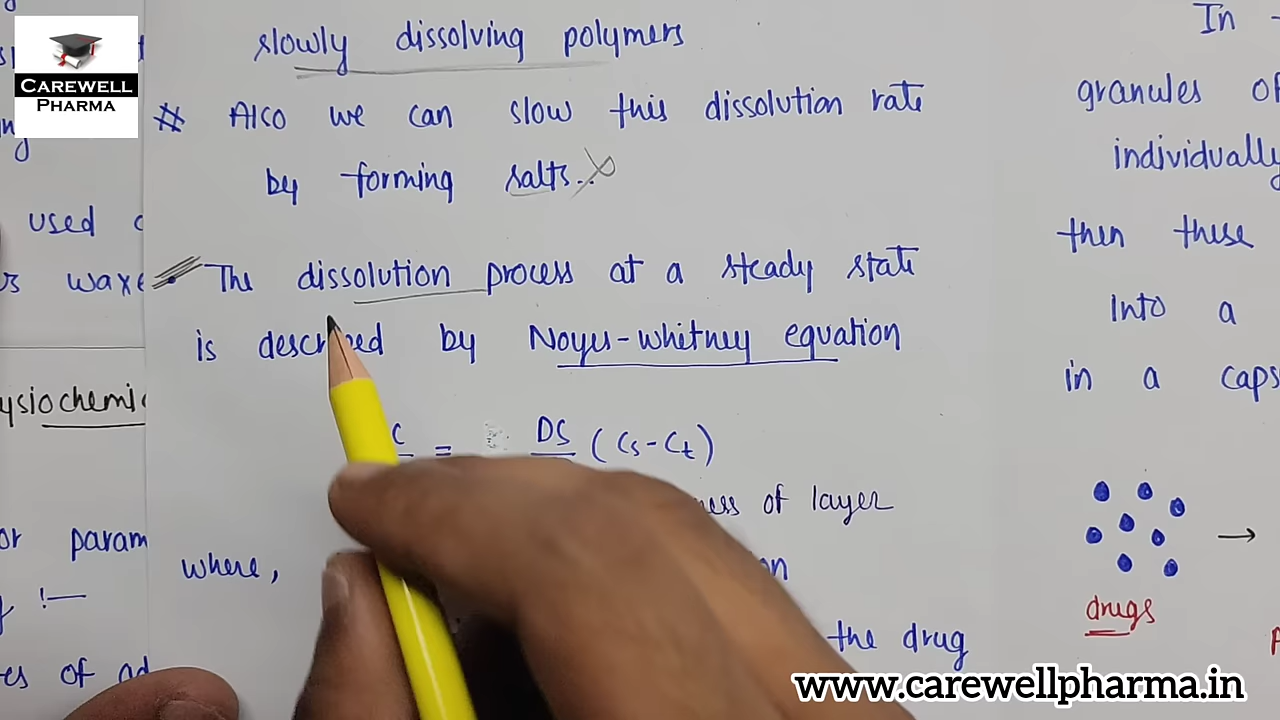 CAREWELL
PHARMA
slowly dissolving polymers
# Also we can slow this dissolution rate
by forming salts..
The dissolution process at a steady state
is described by Noyes-whitney equation
= DS (Cs-Ct)
of layer
where,
the drug
used
waxe
ysiochemi
or param
of ad
In
granules of
individually
then these
Into a
in a caps
drugs
www.carewellpharma.in